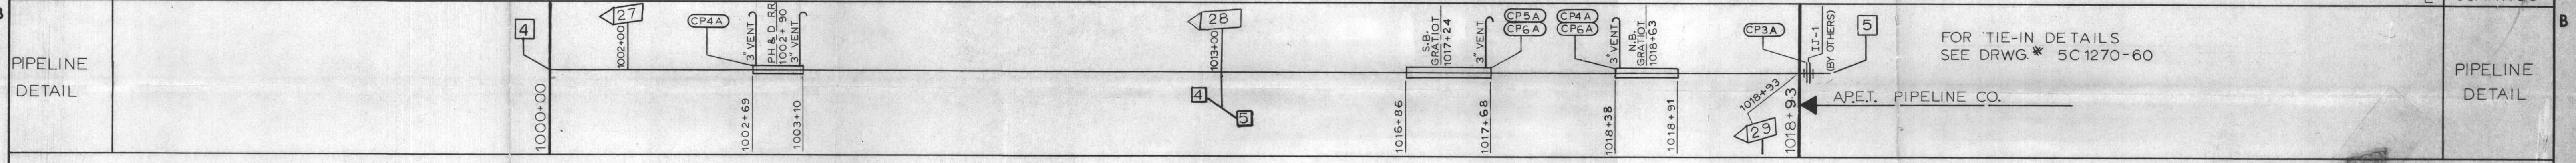 B
PIPELINE
DETAIL
4
1000+00
27
1002+00
CP4A
3" VENT
PH & D RR
1002+90
3" VENT
1002+69
1003+10
28
1013+00
4
5
S.B.
GRATIOT
1017+24
3" VENT
CP5A
CP6A
1016+86
1017+68
CP4A
CP6A
3" VENT
N.B.
GRATIOT
1018+63
1018+38
1018+91
CP3A
IJ-1
(BY OTHERS)
5
1018+93
29
1018+93
A.P.E.T. PIPELINE CO.
FOR TIE-IN DETAILS
SEE DRWG.# 5C1270-60
PIPELINE
DETAIL
B